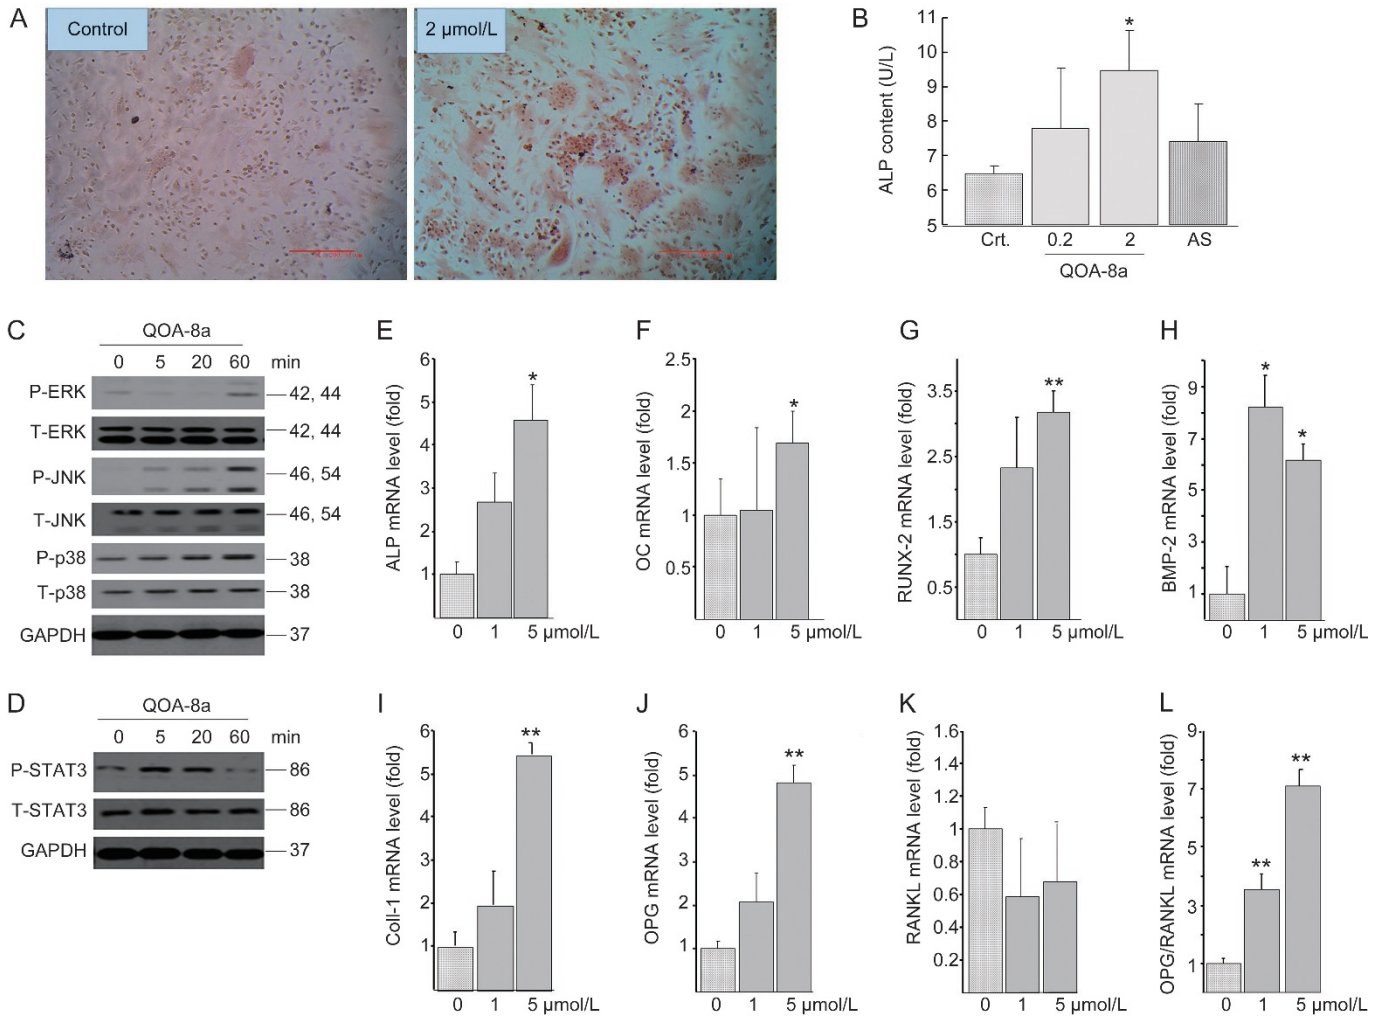 A
Control
2 µmol/L
B
ALP content (U/L)
11
10
9
8
7
6
5
*
Crt.
0.2
2
AS
QOA-8a
C
QOA-8a
0 5 20 60 min
P-ERK 42, 44
T-ERK 42, 44
P-JNK 46, 54
T-JNK 46, 54
P-p38 38
T-p38 38
GAPDH 37
E
ALP mRNA level (fold)
6
5
4
3
2
1
*
0 1 5 µmol/L
F
OC mRNA level (fold)
2.5
2
1.5
1
0.5
*
0 1 5 µmol/L
G
RUNX-2 mRNA level (fold)
3.5
2.5
1.5
0.5
**
0 1 5 µmol/L
H
BMP-2 mRNA level (fold)
9
7
5
3
1
*
*
0 1 5 µmol/L
D
QOA-8a
0 5 20 60 min
P-STAT3 86
T-STAT3 86
GAPDH 37
I
Coll-1 mRNA level (fold)
6
5
4
3
2
1
**
0 1 5 µmol/L
J
OPG mRNA level (fold)
6
5
4
3
2
1
**
0 1 5 µmol/L
K
RANKL mRNA level (fold)
1.6
1.4
1.2
1
0.8
0.6
0.4
0.2
0 1 5 µmol/L
L
OPG/RANKL mRNA level (fold)
9
7
5
3
1
**
**
0 1 5 µmol/L